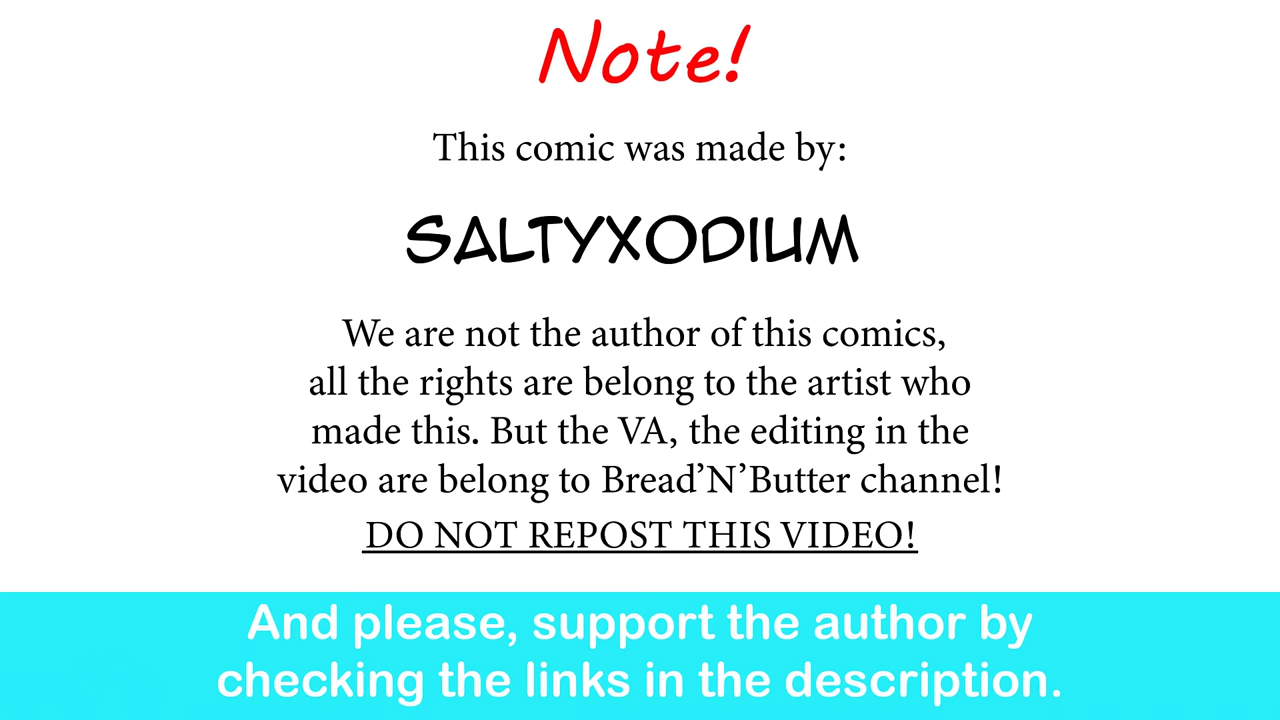 Note!
This comic was made by:
SALTYXODIUM
We are not the author of this comics,
all the rights are belong to the artist who
made this. But the VA, the editing in the
video are belong to Bread’N’Butter channel!
DO NOT REPOST THIS VIDEO!
And please, support the author by
checking the links in the description.